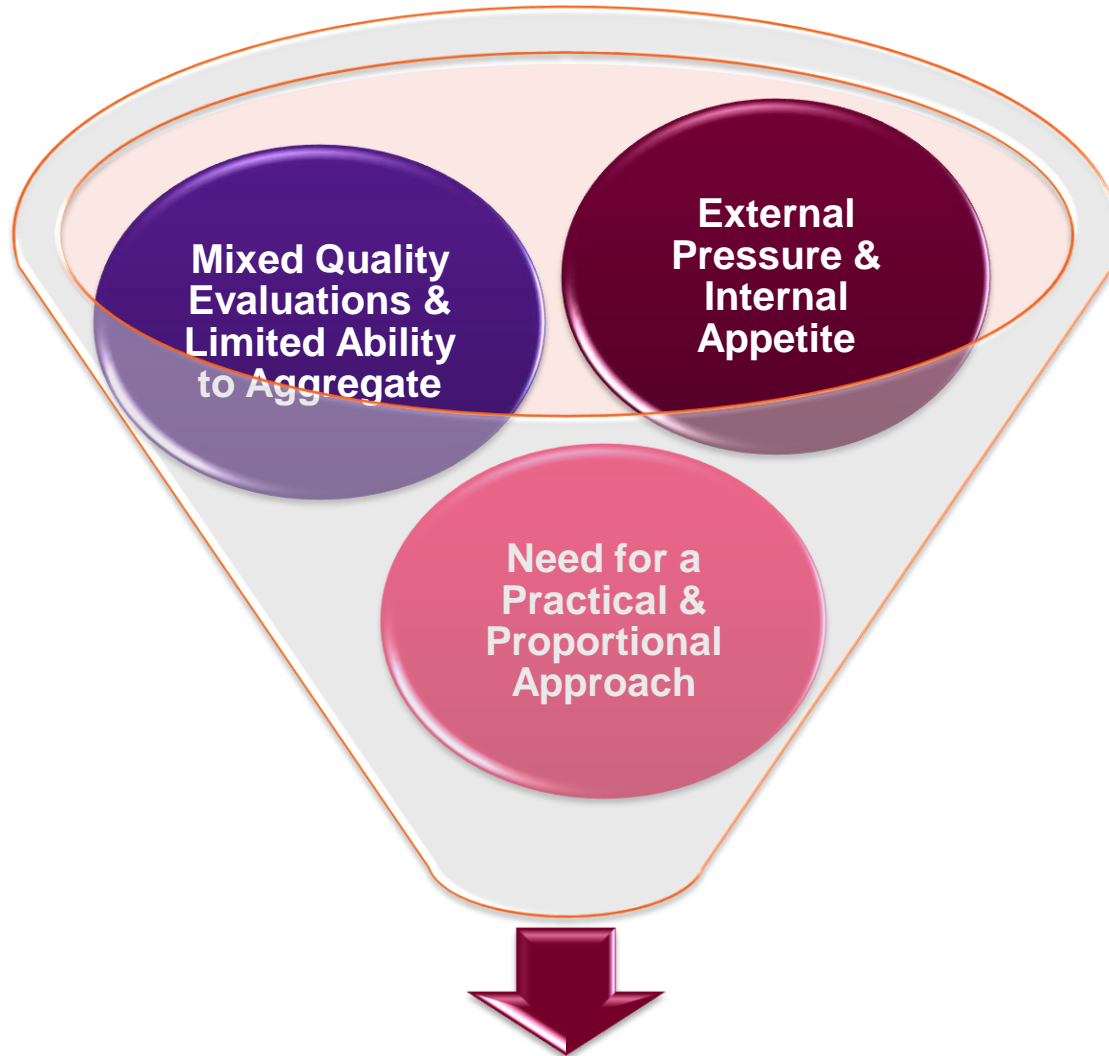 Mixed Quality
Evaluations &
Limited Ability
to Aggregate
External
Pressure &
Internal
Appetite
Need for a
Practical &
Proportional
Approach